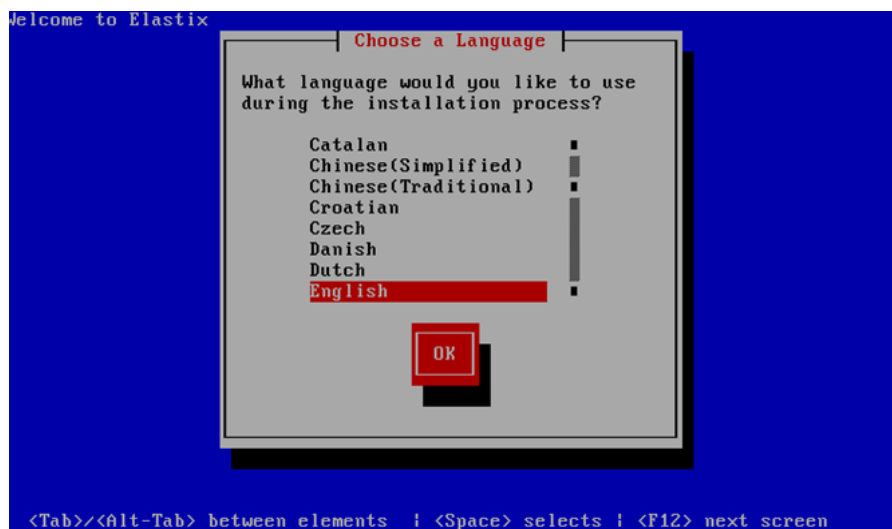 Welcome to Elastix
Choose a Language
What language would you like to use
during the installation process?
Catalan
Chinese(Simplified)
Chinese(Traditional)
Croatian
Czech
Danish
Dutch
English
OK
<Tab>/<Alt-Tab> between elements | <Space> selects | <F12> next screen